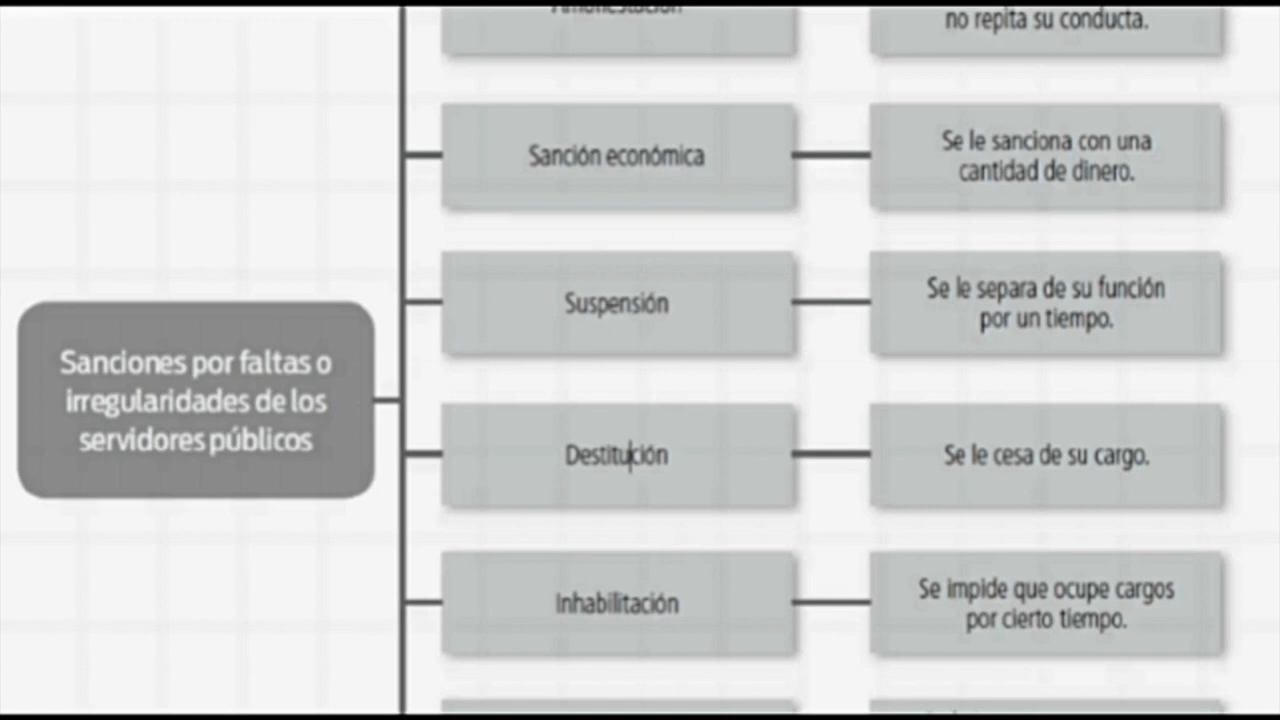 Amonestación
no repita su conducta.
Sanción económica
Se le sanciona con una
cantidad de dinero.
Suspensión
Se le separa de su función
por un tiempo.
Sanciones por faltas o
irregularidades de los
servidores públicos
Destitución
Se le cesa de su cargo.
Inhabilitación
Se impide que ocupe cargos
por cierto tiempo.